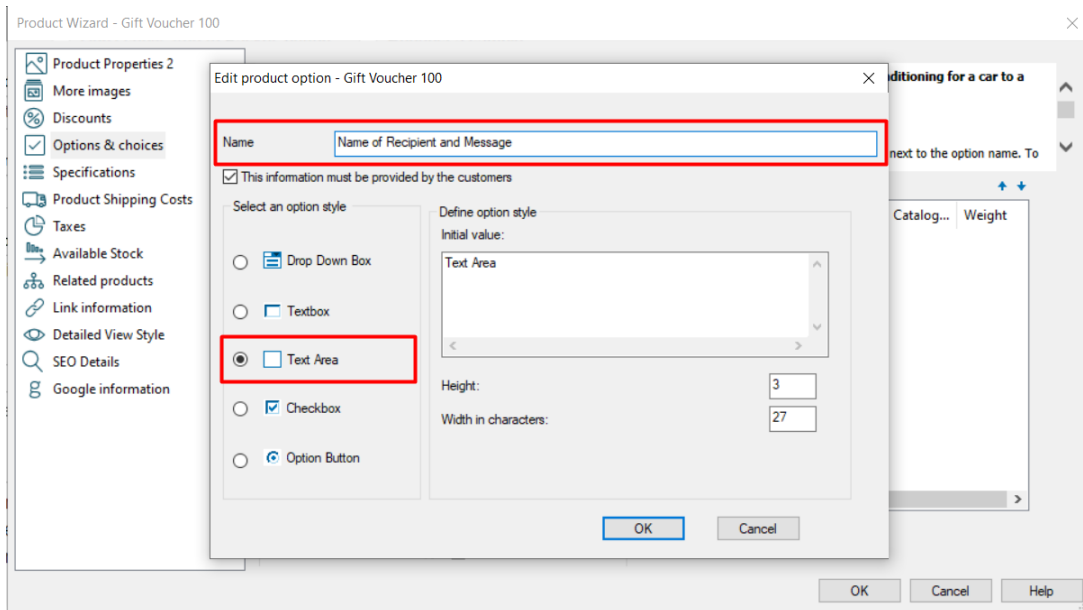 Product Wizard - Gift Voucher 100
Product Properties 2
More images
Discounts
Options & choices
Specifications
Product Shipping Costs
Taxes
Available Stock
Related products
Link information
Detailed View Style
SEO Details
Google information
Edit product option - Gift Voucher 100
Name
Name of Recipient and Message
This information must be provided by the customers
Select an option style
Drop Down Box
Textbox
Text Area
Checkbox
Option Button
Define option style
Initial value:
Text Area
Height:
3
Width in characters:
27
OK
Cancel
for a car to a
next to the option name. To
Catalog...
Weight
OK
Cancel
Help